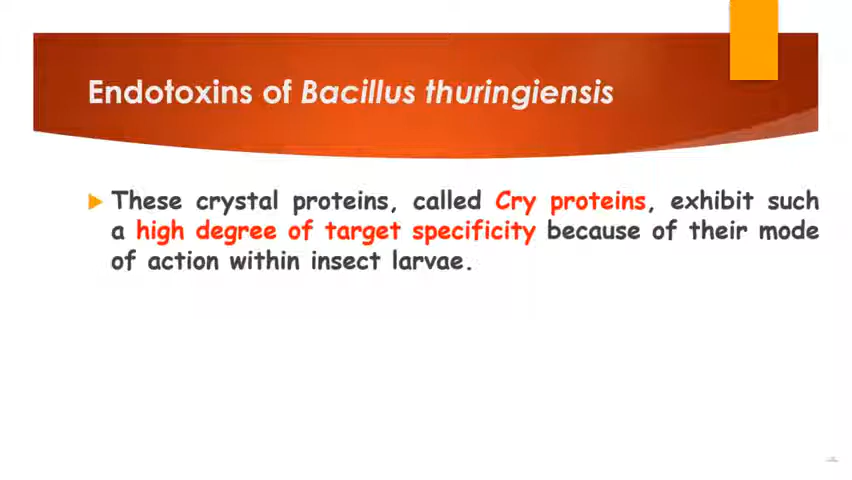 Endotoxins of Bacillus thuringiensis
These crystal proteins, called Cry proteins, exhibit such
a high degree of target specificity because of their mode
of action within insect larvae.